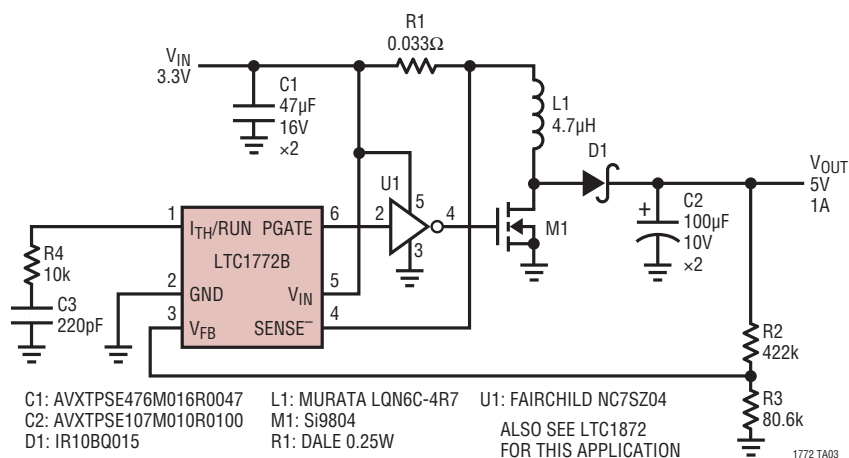 R1
0.033Ω
VIN
3.3V
C1
47µF
16V
×2
L1
4.7µH
D1
VOUT
5V
1A
U1
5
2
4
3
M1
+
C2
100µF
10V
×2
1
ITH/RUN PGATE
6
LTC1772B
2
GND
VIN
5
3
VFB
SENSE–
4
R4
10k
C3
220pF
R2
422k
R3
80.6k
C1: AVXTPSE476M016R0047
C2: AVXTPSE107M010R0100
D1: IR10BQ015
L1: MURATA LQN6C-4R7
M1: Si9804
R1: DALE 0.25W
U1: FAIRCHILD NC7SZ04
ALSO SEE LTC1872
FOR THIS APPLICATION
1772 TA03